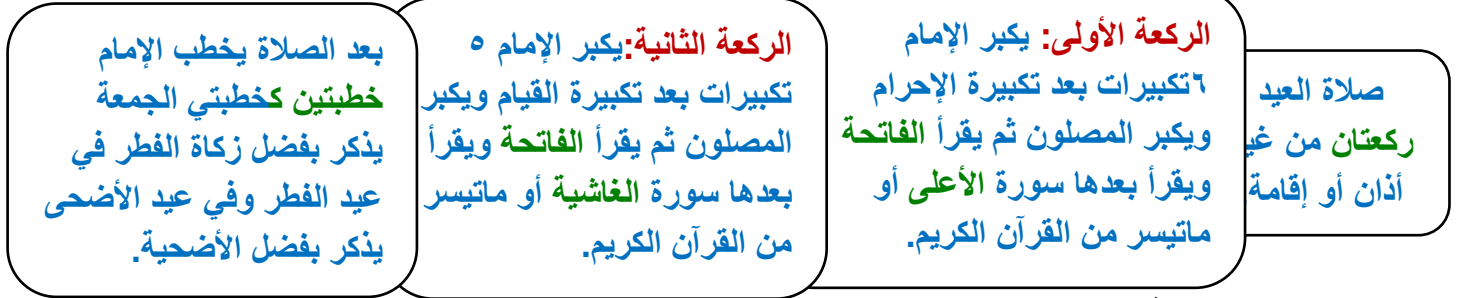 صلاة العيد
ركعتان من غير
أذان أو إقامة
الركعة الأولى: يكبر الإمام
٦تكبيرات بعد تكبيرة الإحرام
ويكبر المصلون ثم يقرأ الفاتحة
ويقرأ بعدها سورة الأعلى أو
ماتيسر من القرآن الكريم.
الركعة الثانية:يكبر الإمام ٥
تكبيرات بعد تكبيرة القيام ويكبر
المصلون ثم يقرأ الفاتحة ويقرأ
بعدها سورة الغاشية أو ماتيسر
من القرآن الكريم.
بعد الصلاة يخطب الإمام
خطبتين كخطبتي الجمعة
يذكر بفضل زكاة الفطر في
عيد الفطر وفي عيد الأضحى
يذكر بفضل الأضحية.